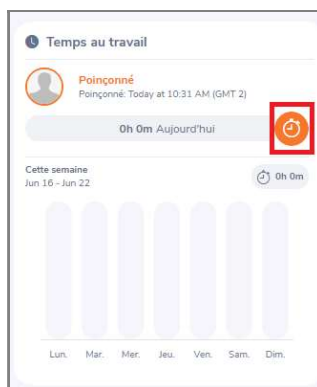 Temps au travail
Poinçonné
Poinçonné: Today at 10:31 AM (GMT 2)
0h 0m Aujourd'hui
Cette semaine
Jun 16 - Jun 22
0h 0m
Lun. Mar. Mer. Jeu. Ven. Sam. Dim.